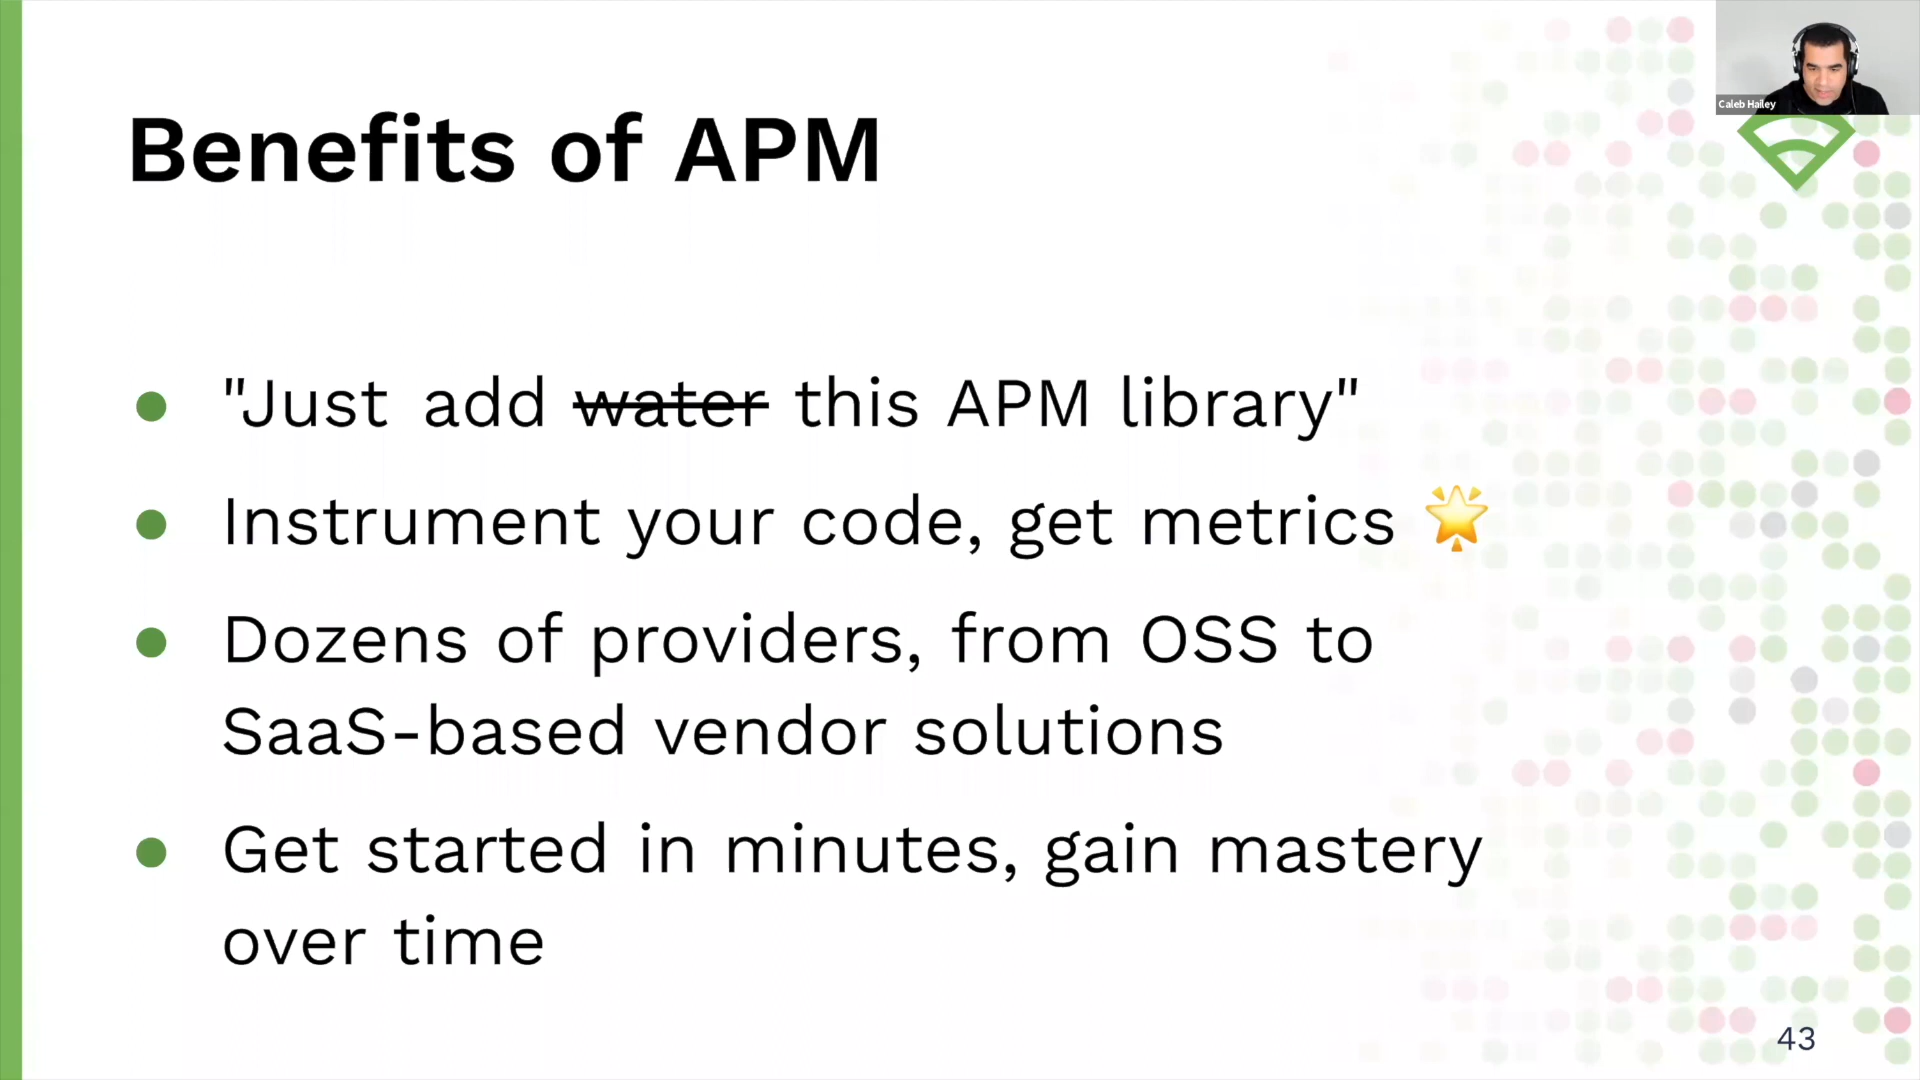 Caleb Hailey
Benefits of APM
"Just add water this APM library"
Instrument your code, get metrics 🌟
Dozens of providers, from OSS to
SaaS-based vendor solutions
Get started in minutes, gain mastery
over time
43